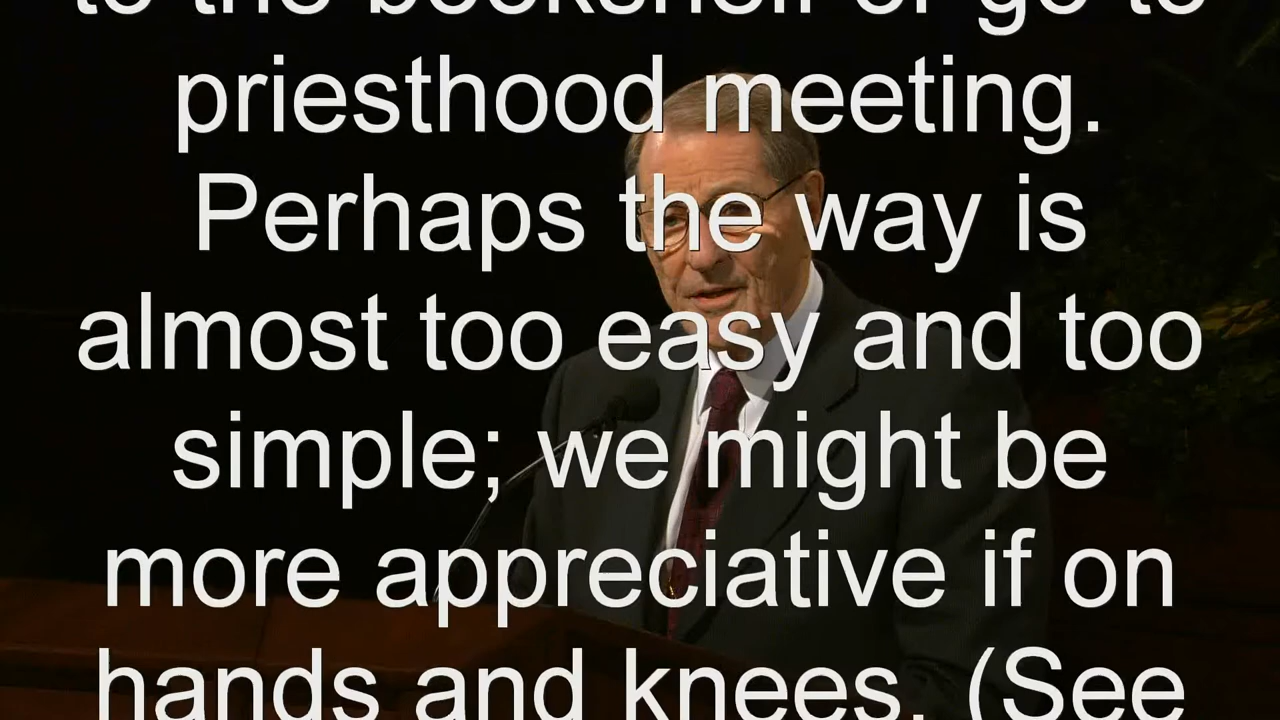 to the bookshelf or go to
priesthood meeting.
Perhaps the way is
almost too easy and too
simple; we might be
more appreciative if on
hands and knees. (See